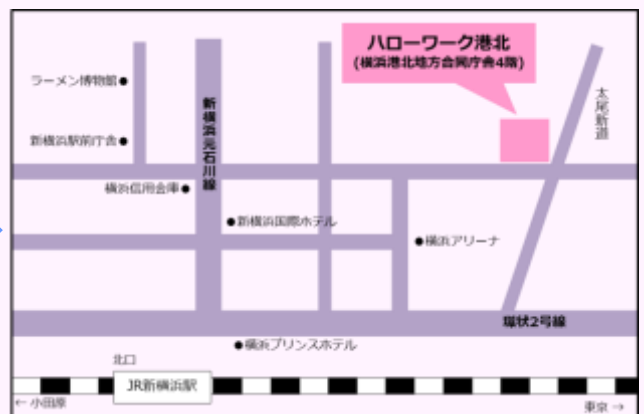 ハローワーク港北
(横浜港北地方合同庁舎4階)
ラーメン博物館
太尾新道
新横浜元石川線
新横浜駅前庁舎
横浜信用金庫
新横浜国際ホテル
横浜アリーナ
環状2号線
横浜プリンスホテル
北口
JR新横浜駅
← 小田原
東京 →